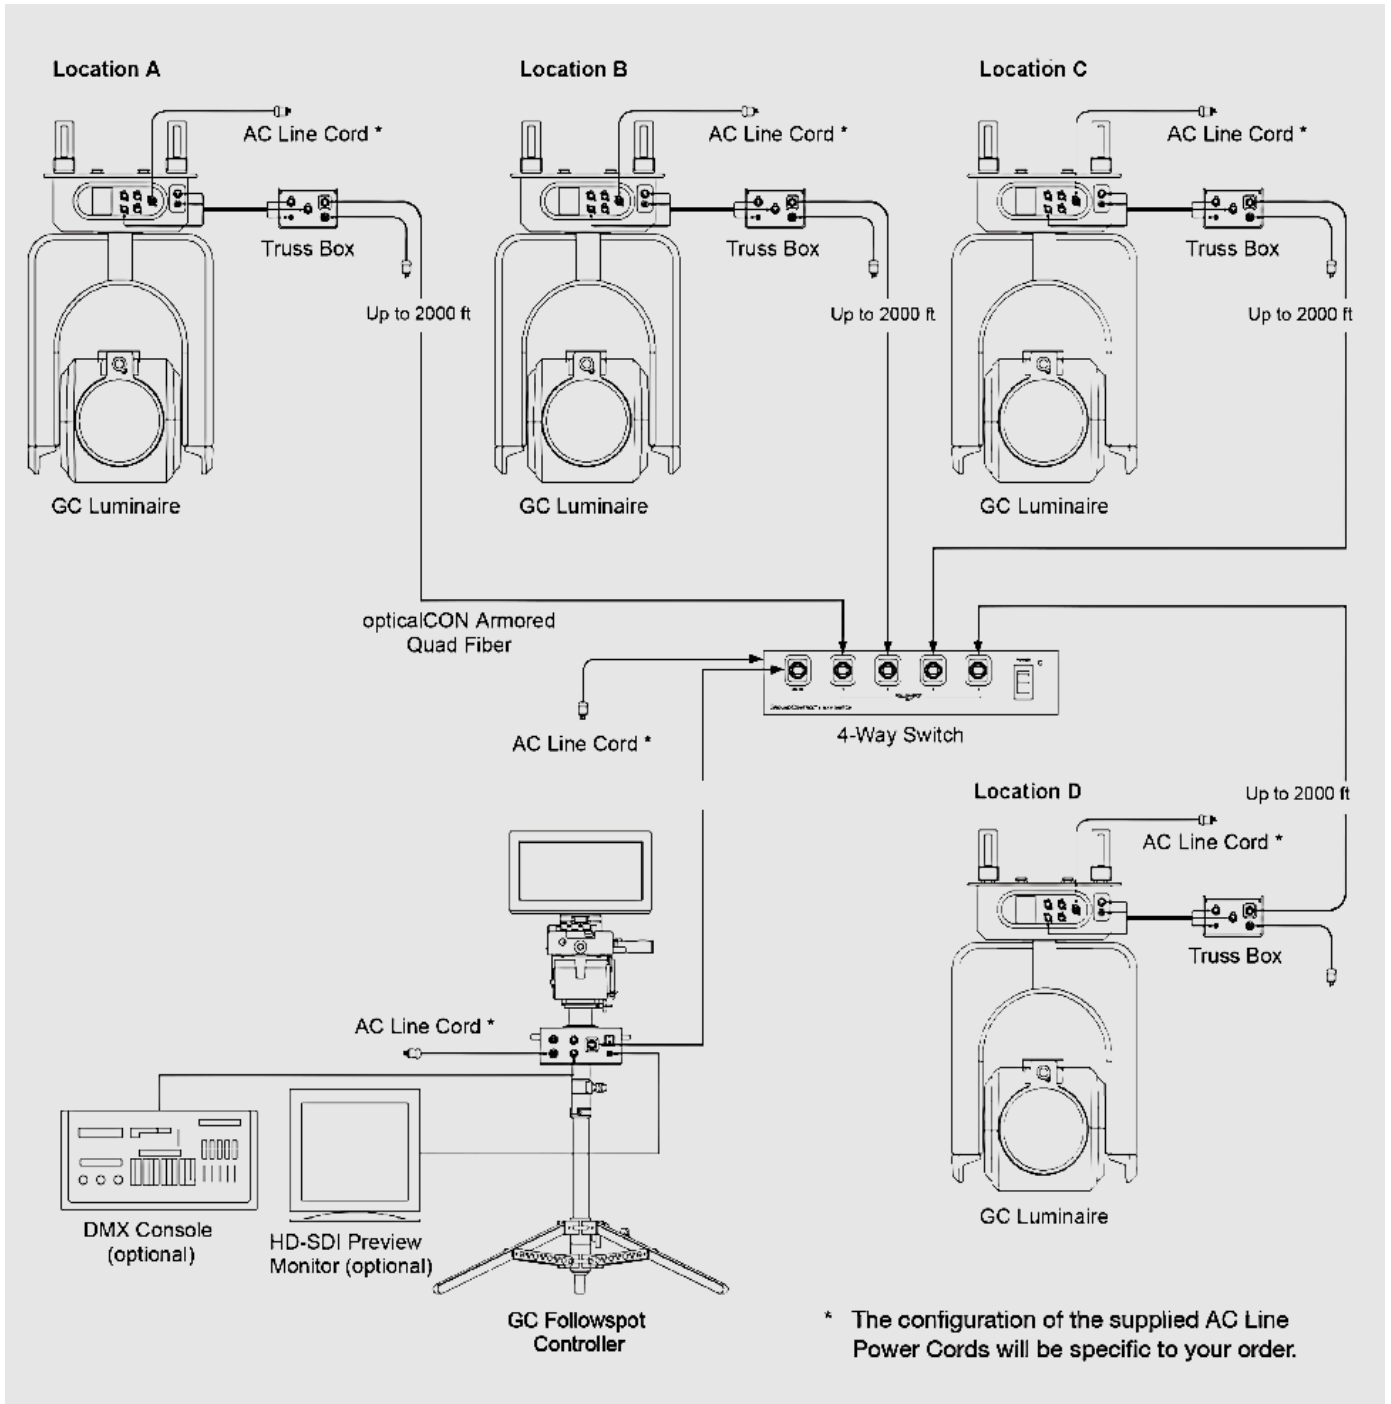 Location A
Location B
Location C
AC Line Cord *
AC Line Cord *
AC Line Cord *
Truss Box
Truss Box
Truss Box
Up to 2000 ft
Up to 2000 ft
Up to 2000 ft
GC Luminaire
GC Luminaire
GC Luminaire
opticalCON Armored
Quad Fiber
AC Line Cord *
4-Way Switch
Location D
Up to 2000 ft
AC Line Cord *
Truss Box
AC Line Cord *
DMX Console
(optional)
HD-SDI Preview
Monitor (optional)
GC Luminaire
GC Followspot
Controller
* The configuration of the supplied AC Line
Power Cords will be specific to your order.